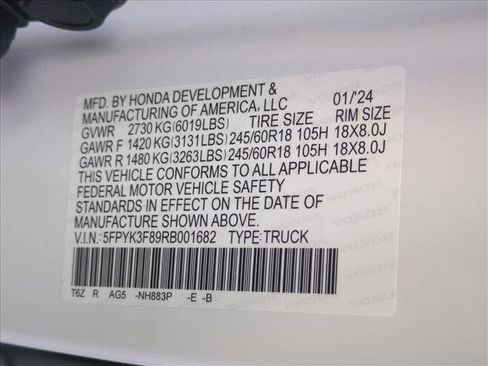 MFD. BY HONDA DEVELOPMENT &
MANUFACTURING OF AMERICA, LLC 01/'24
GVWR 2730 KG(6019LBS) TIRE SIZE RIM SIZE
GAWR F 1420 KG(3131LBS) 245/60R18 105H 18X8.0J
GAWR R 1480 KG(3263LBS) 245/60R18 105H 18X8.0J
THIS VEHICLE CONFORMS TO ALL APPLICABLE
FEDERAL MOTOR VEHICLE SAFETY
STANDARDS IN EFFECT ON THE DATE OF
MANUFACTURE SHOWN ABOVE.
V.I.N.: 5FPYK3F89RB001682 TYPE: TRUCK
T6Z R AG5 -NH883P -E -B